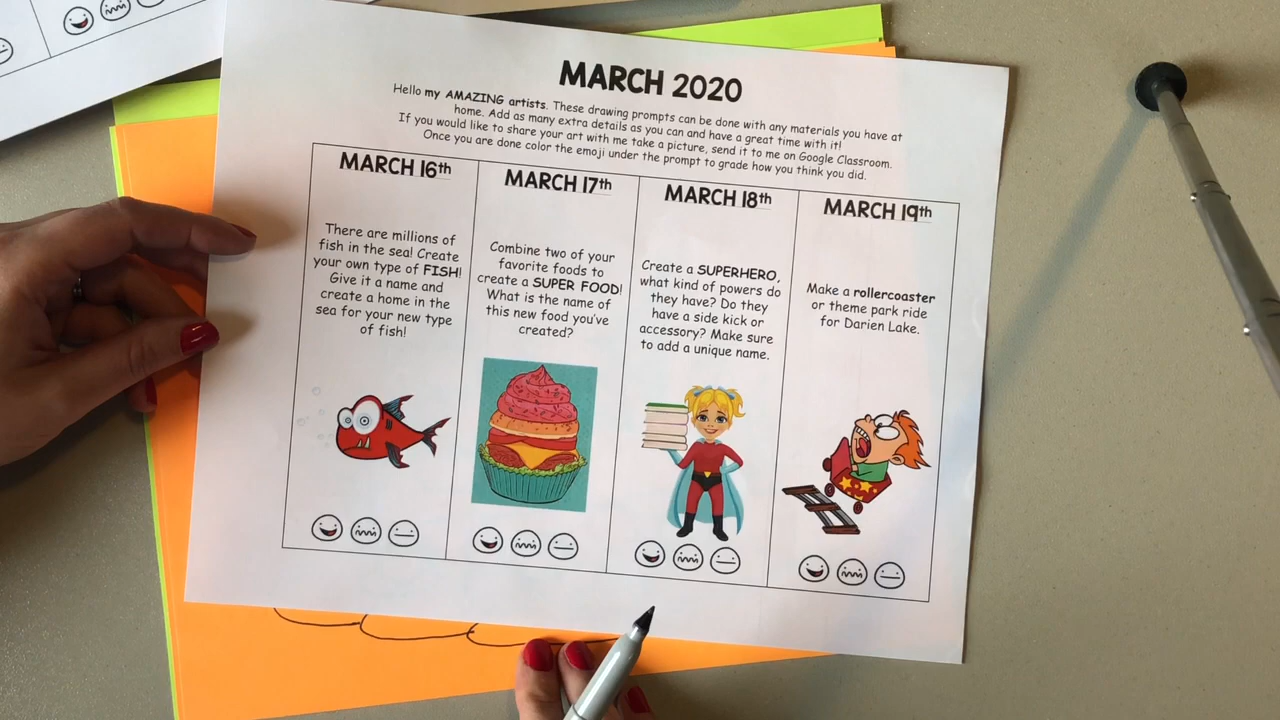 MARCH 2020
Hello my AMAZING artists. These drawing prompts can be done with any materials you have at
home. Add as many extra details as you can and have a great time with it!
If you would like to share your art with me take a picture, send it to me on Google Classroom.
Once you are done color the emoji under the prompt to grade how you think you did.
MARCH 16th
There are millions of
fish in the sea! Create
your own type of FISH!
Give it a name and
create a home in the
sea for your new type
of fish!
MARCH 17th
Combine two of your
favorite foods to
create a SUPER FOOD!
What is the name of
this new food you've
created?
MARCH 18th
Create a SUPERHERO,
what kind of powers do
they have? Do they
have a side kick or
accessory? Make sure
to add a unique name.
MARCH 19th
Make a rollercoaster
or theme park ride
for Darien Lake.